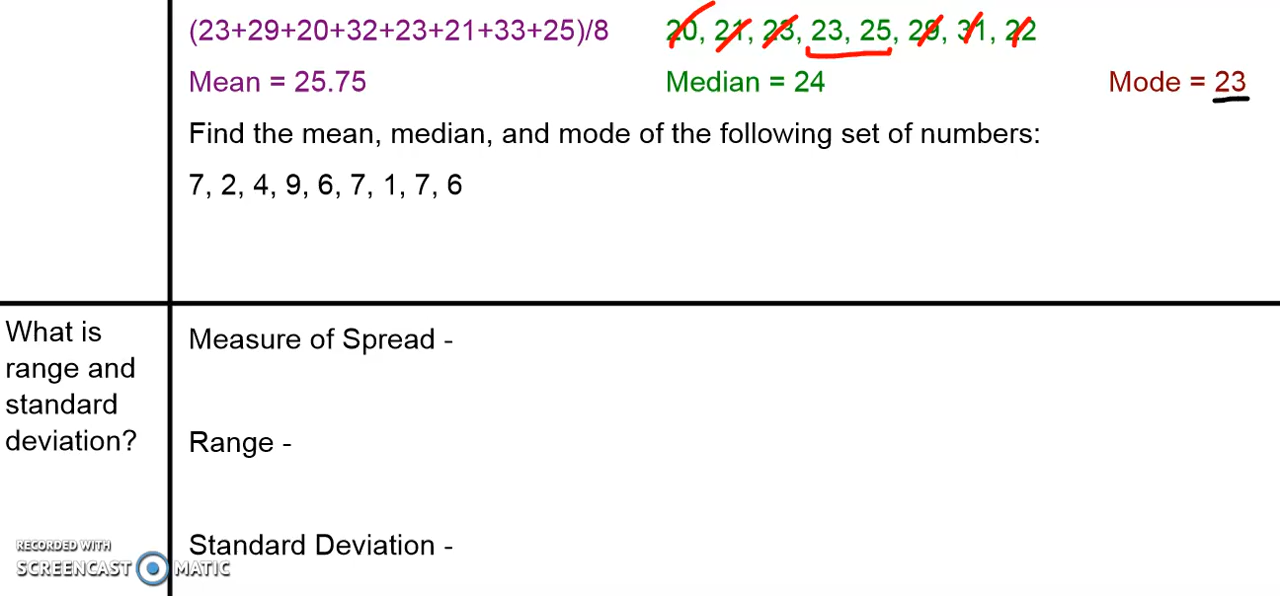 (23+29+20+32+23+21+33+25)/8
20, 21, 23, 23, 25, 29, 31, 22
Mean = 25.75
Median = 24
Mode = 23
Find the mean, median, and mode of the following set of numbers:
7, 2, 4, 9, 6, 7, 1, 7, 6
What is
range and
standard
deviation?
Measure of Spread -
Range -
Standard Deviation -
RECORDED WITH
SCREENCAST MATIC